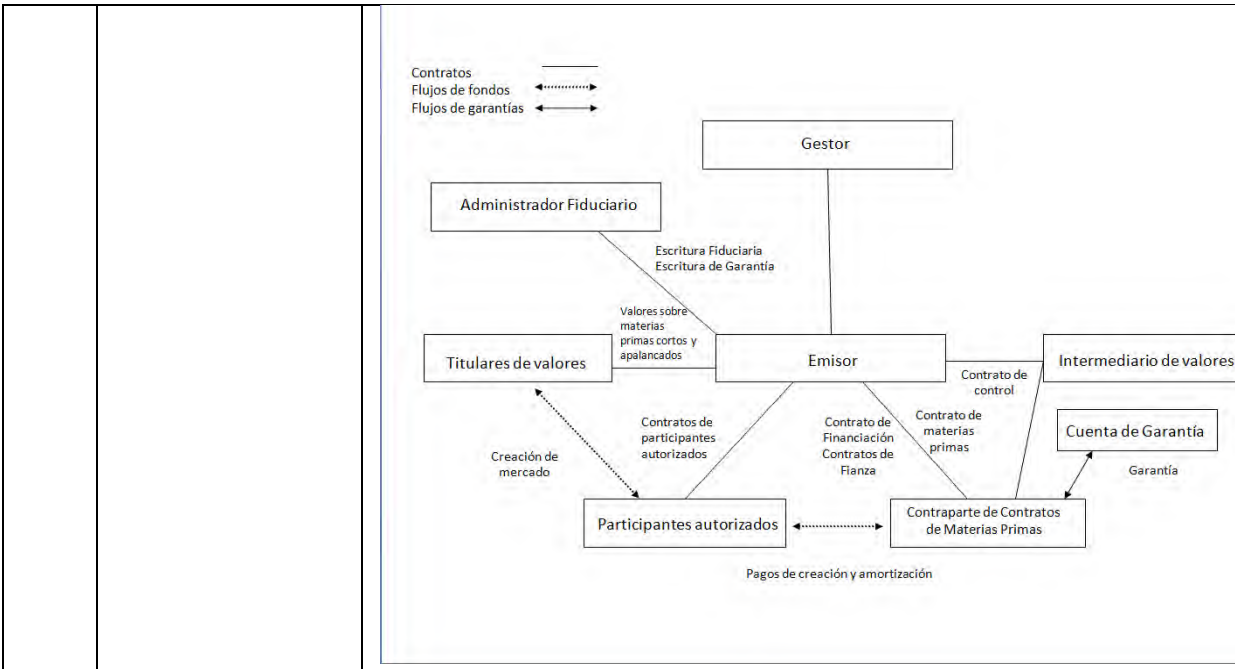 Contratos
Flujos de fondos
Flujos de garantías
Gestor
Administrador Fiduciario
Escritura Fiduciaria
Escritura de Garantía
Valores sobre
materias
primas cortos y
apalancados
Titulares de valores
Emisor
Intermediario de valores
Contrato de
control
Contratos de
participantes
autorizados
Contrato de
Financiación
Contratos de
Fianza
Contrato de
materias
primas
Cuenta de Garantía
Garantía
Creación de
mercado
Participantes autorizados
Contraparte de Contratos
de Materias Primas
Pagos de creación y amortización